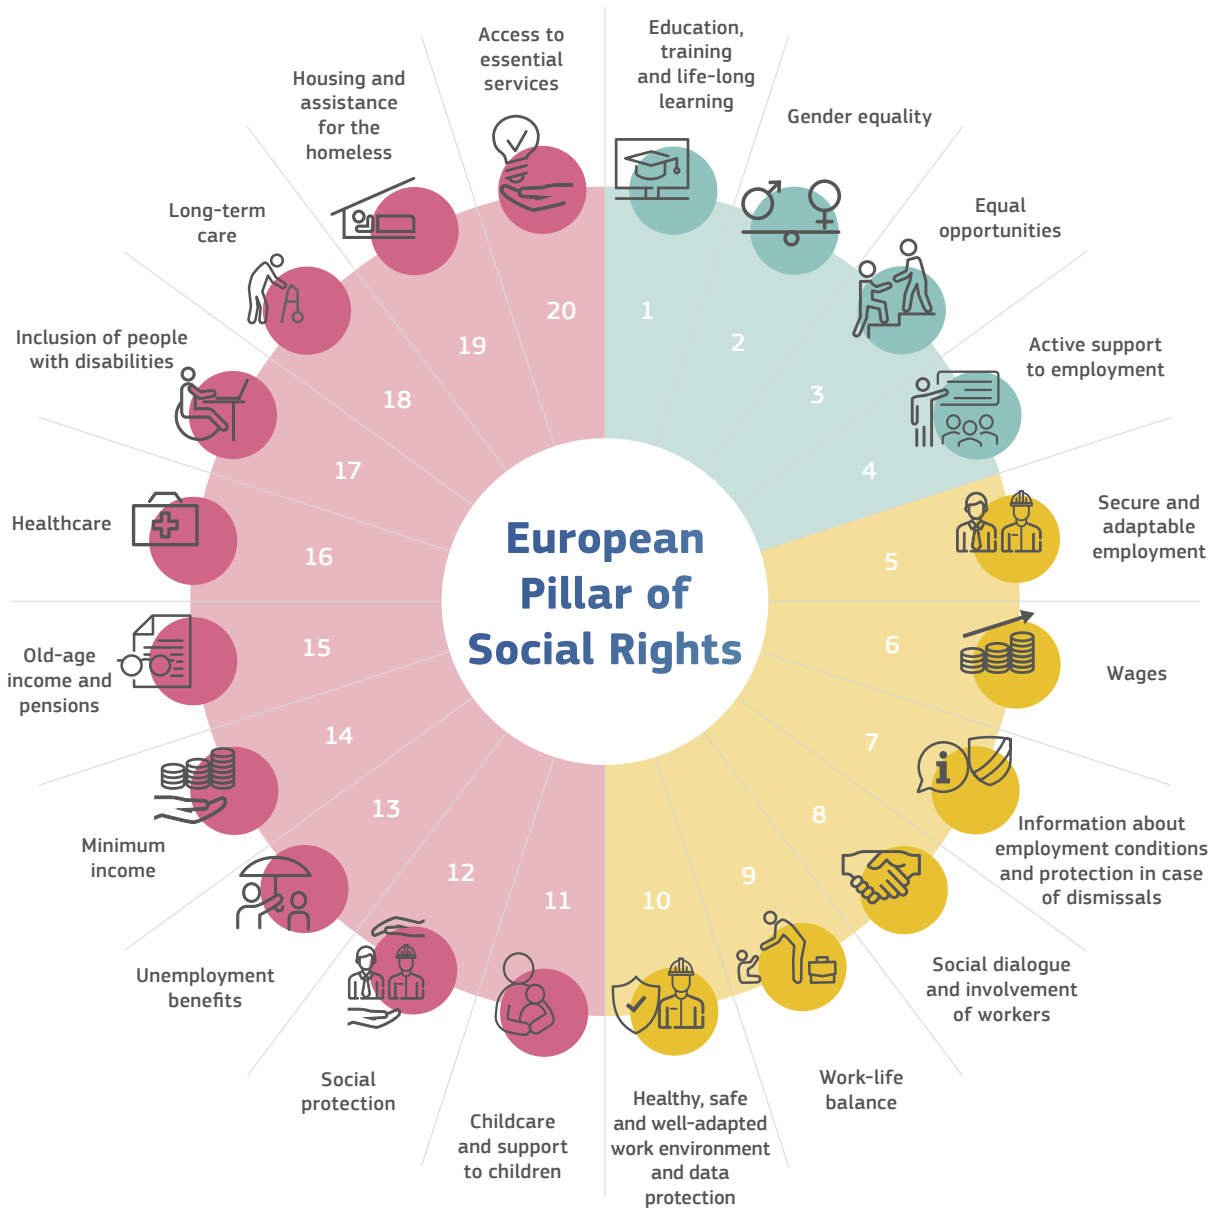 European
Pillar of
Social Rights
1
Education,
training
and life-long
learning
2
Gender equality
3
Equal
opportunities
4
Active support
to employment
5
Secure and
adaptable
employment
6
Wages
7
Information about
employment conditions
and protection in case
of dismissals
8
Social dialogue
and involvement
of workers
9
Work-life
balance
10
Healthy, safe
and well-adapted
work environment
and data
protection
11
Childcare
and support
to children
12
Social
protection
13
Unemployment
benefits
14
Minimum
income
15
Old-age
income and
pensions
16
Healthcare
17
Inclusion of people
with disabilities
18
Long-term
care
19
Housing and
assistance
for the
homeless
20
Access to
essential
services
i